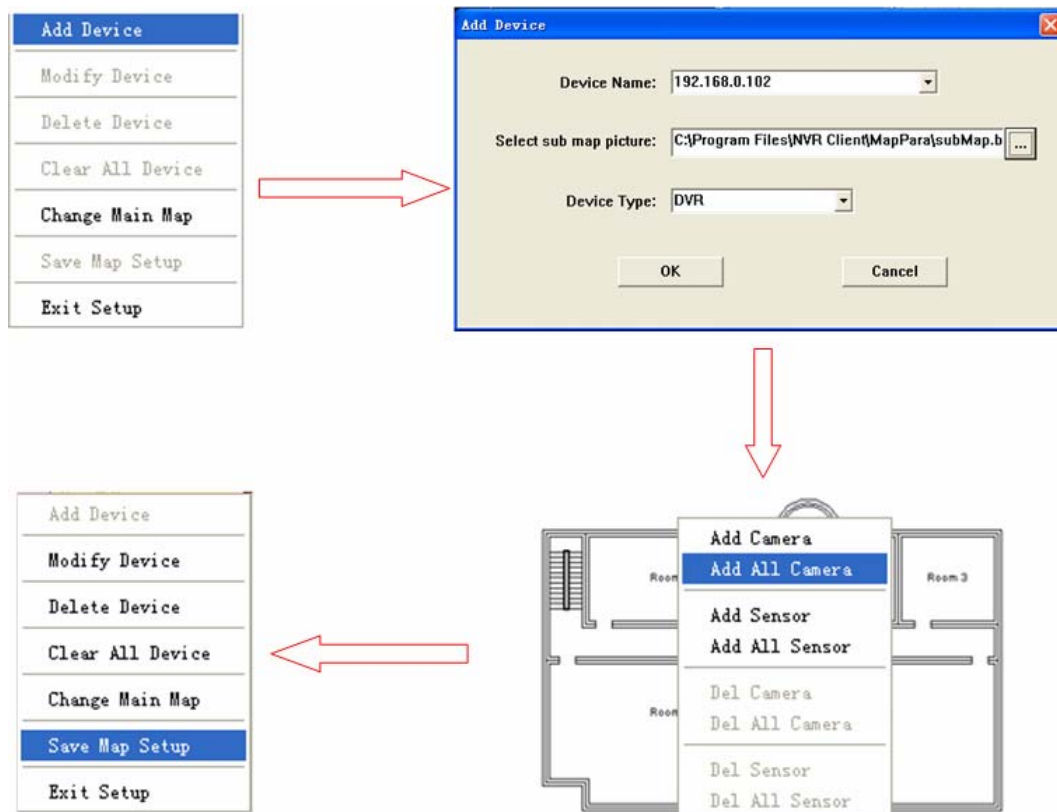 Add Device
Modify Device
Delete Device
Clear All Device
Change Main Map
Save Map Setup
Exit Setup
Add Device
Device Name:
192.168.0.102
Select sub map picture:
C:\Program Files\NVR Client\MapPara\subMap.b
...
Device Type:
DVR
OK
Cancel
Room
Room 3
Room
Add Camera
Add All Camera
Add Sensor
Add All Sensor
Del Camera
Del All Camera
Del Sensor
Del All Sensor
Add Device
Modify Device
Delete Device
Clear All Device
Change Main Map
Save Map Setup
Exit Setup